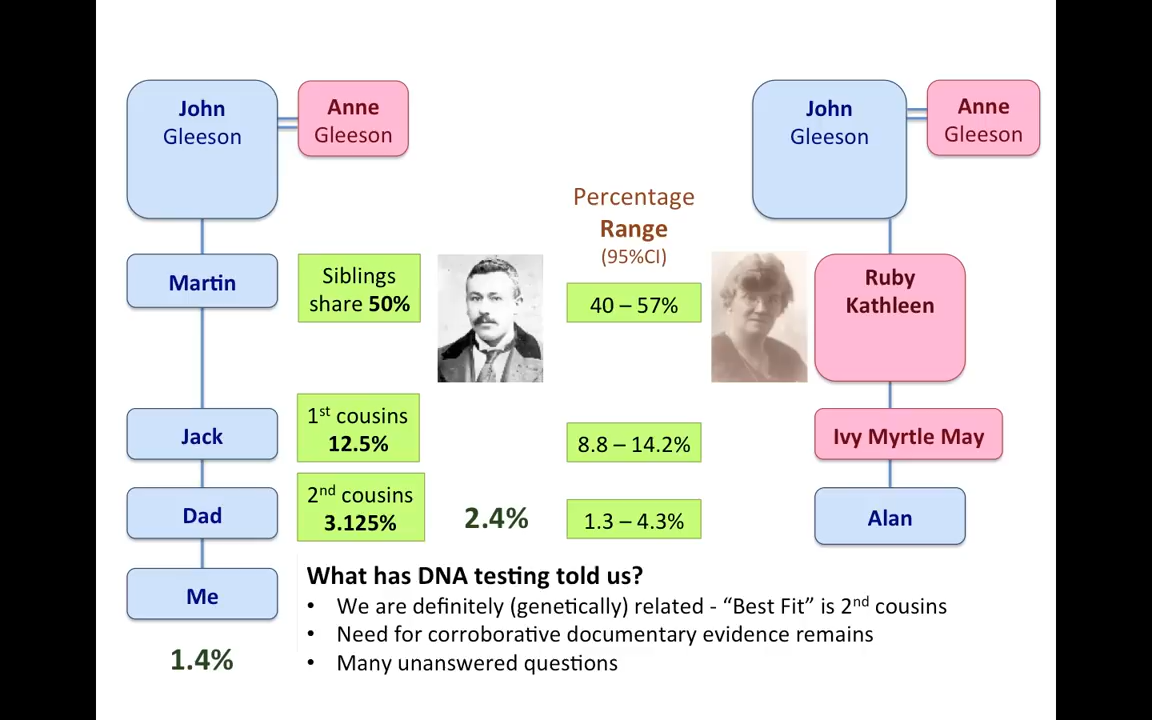 John
Gleeson
Anne
Gleeson
John
Gleeson
Anne
Gleeson
Percentage
Range
(95%CI)
Martin
Siblings
share 50%
40 – 57%
Ruby
Kathleen
Jack
1st cousins
12.5%
8.8 – 14.2%
Ivy Myrtle May
Dad
2nd cousins
3.125%
2.4%
1.3 – 4.3%
Alan
Me
1.4%
What has DNA testing told us?
• We are definitely (genetically) related - “Best Fit” is 2nd cousins
• Need for corroborative documentary evidence remains
• Many unanswered questions